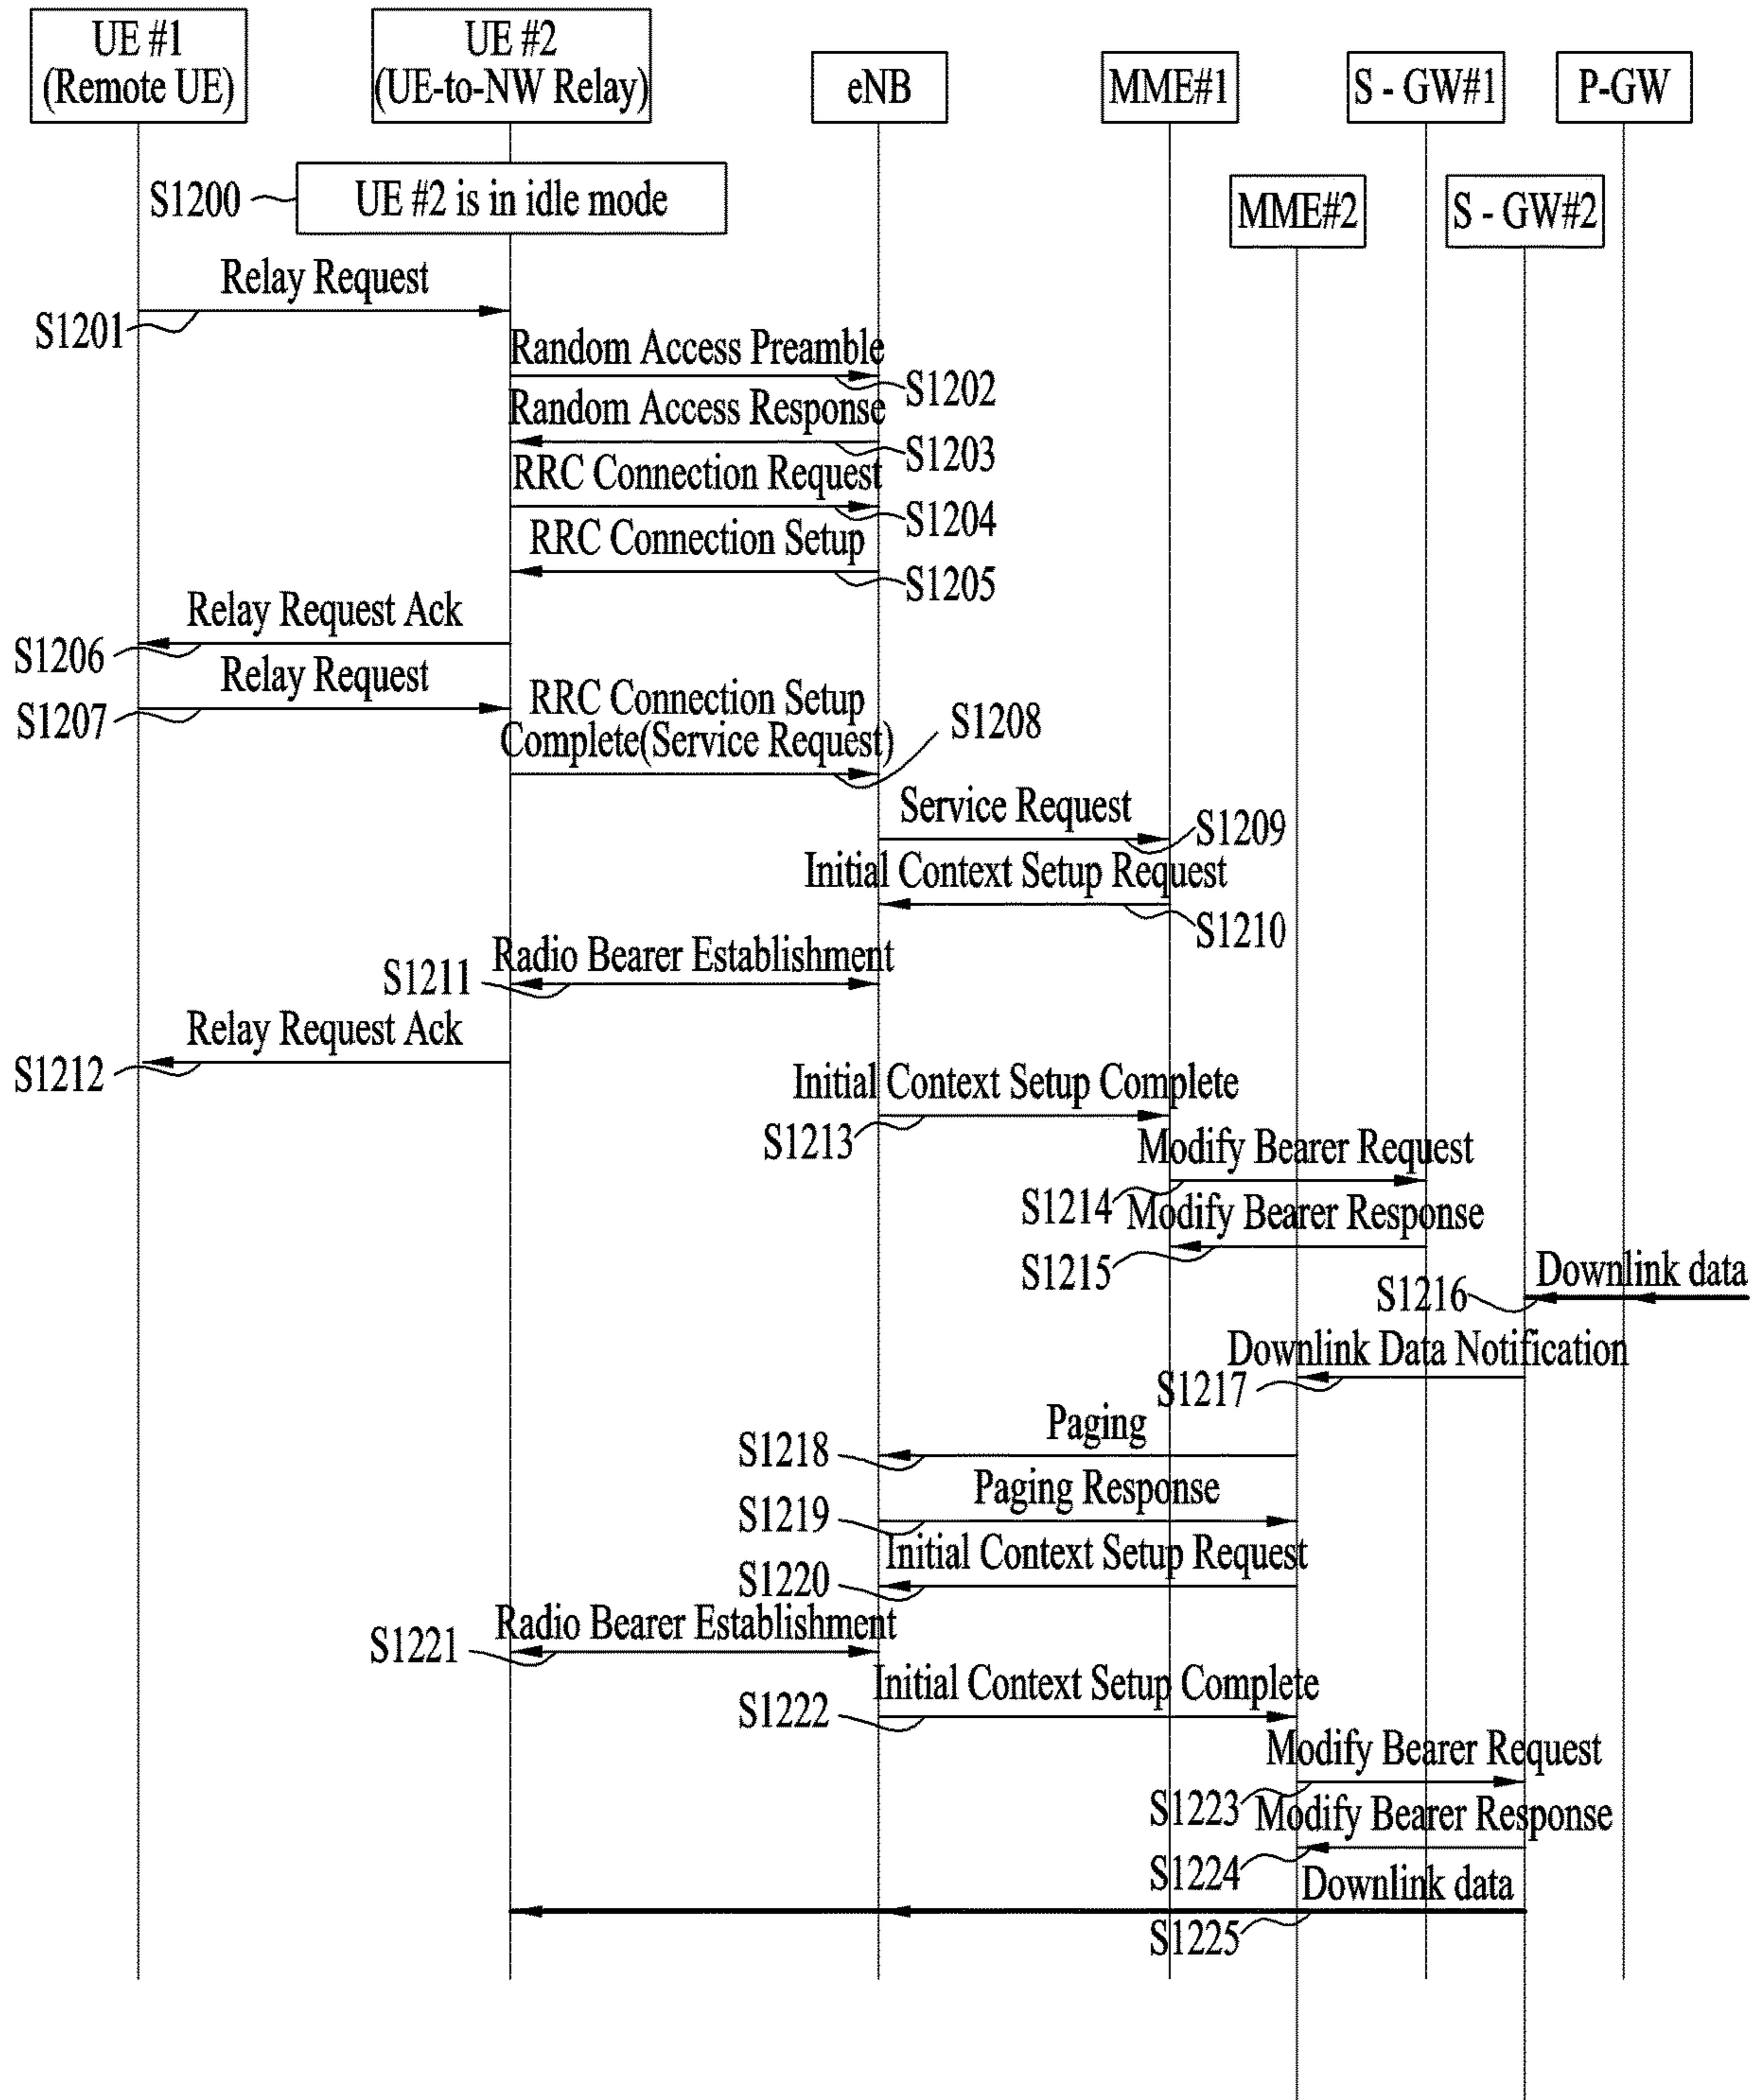 UE #1
(Remote UE)
UE #2
(UE-to-NW Relay)
eNB
MME#1
S - GW#1
P-GW
MME#2
S - GW#2
S1200
UE #2 is in idle mode
Relay Request
S1201
Random Access Preamble
S1202
Random Access Response
S1203
RRC Connection Request
S1204
RRC Connection Setup
S1205
Relay Request Ack
S1206
Relay Request
S1207
RRC Connection Setup
Complete(Service Request)
S1208
Service Request
S1209
Initial Context Setup Request
S1210
Radio Bearer Establishment
S1211
Relay Request Ack
S1212
Initial Context Setup Complete
S1213
Modify Bearer Request
S1214
Modify Bearer Response
S1215
Downlink data
S1216
Downlink Data Notification
S1217
Paging
S1218
Paging Response
S1219
Initial Context Setup Request
S1220
Radio Bearer Establishment
S1221
Initial Context Setup Complete
S1222
Modify Bearer Request
S1223
Modify Bearer Response
S1224
Downlink data
S1225